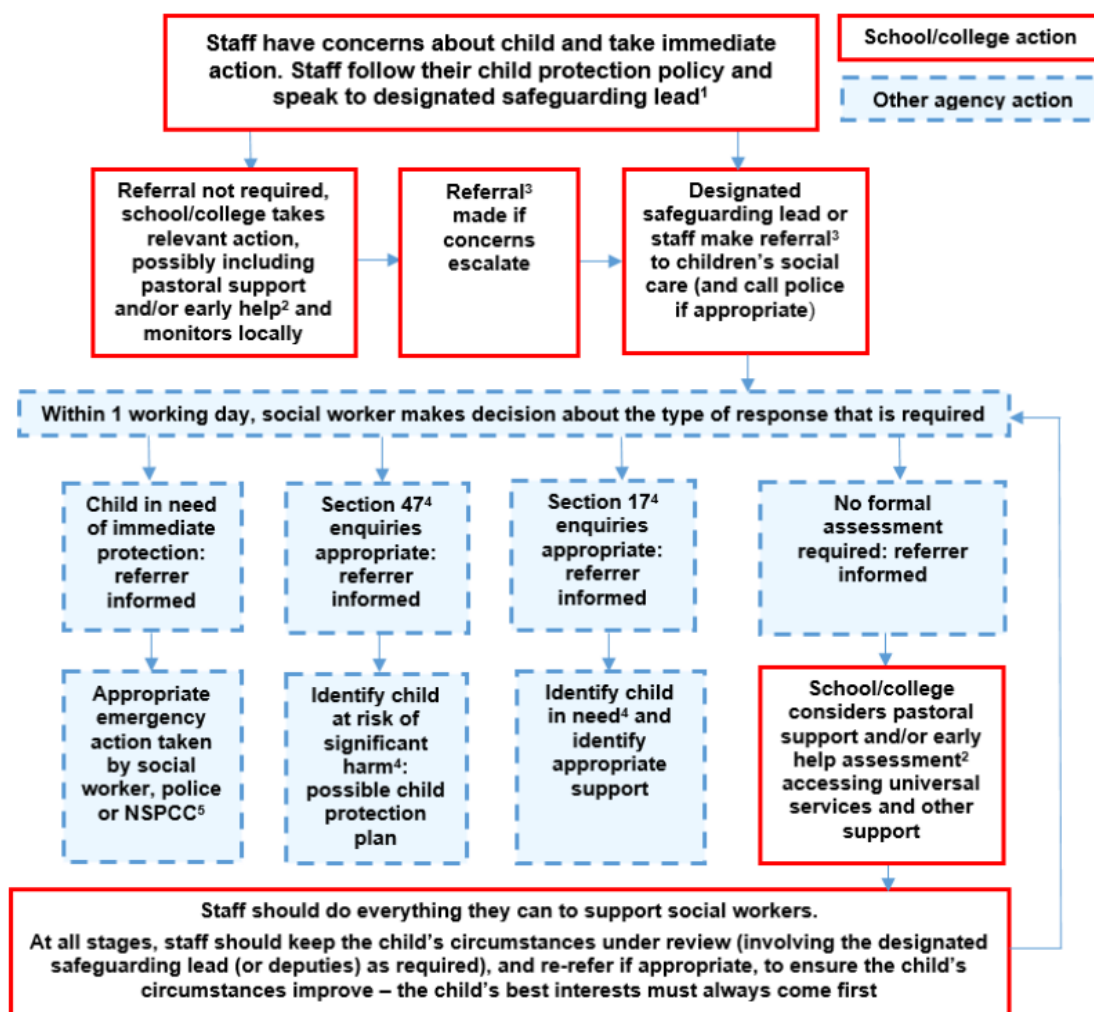 Staff have concerns about child and take immediate
action. Staff follow their child protection policy and
speak to designated safeguarding lead¹
School/college action
Other agency action
Referral not required,
school/college takes
relevant action,
possibly including
pastoral support
and/or early help² and
monitors locally
Referral³
made if
concerns
escalate
Designated
safeguarding lead or
staff make referral³
to children’s social
care (and call police
if appropriate)
Within 1 working day, social worker makes decision about the type of response that is required
Child in need
of immediate
protection:
referrer
informed
Section 47⁴
enquiries
appropriate:
referrer
informed
Section 17⁴
enquiries
appropriate:
referrer
informed
No formal
assessment
required: referrer
informed
Appropriate
emergency
action taken
by social
worker, police
or NSPCC⁵
Identify child
at risk of
significant
harm⁴:
possible child
protection
plan
Identify child
in need⁴ and
identify
appropriate
support
School/college
considers pastoral
support and/or early
help assessment²
accessing universal
services and other
support
Staff should do everything they can to support social workers.
At all stages, staff should keep the child’s circumstances under review (involving the designated
safeguarding lead (or deputies) as required), and re-refer if appropriate, to ensure the child’s
circumstances improve – the child’s best interests must always come first